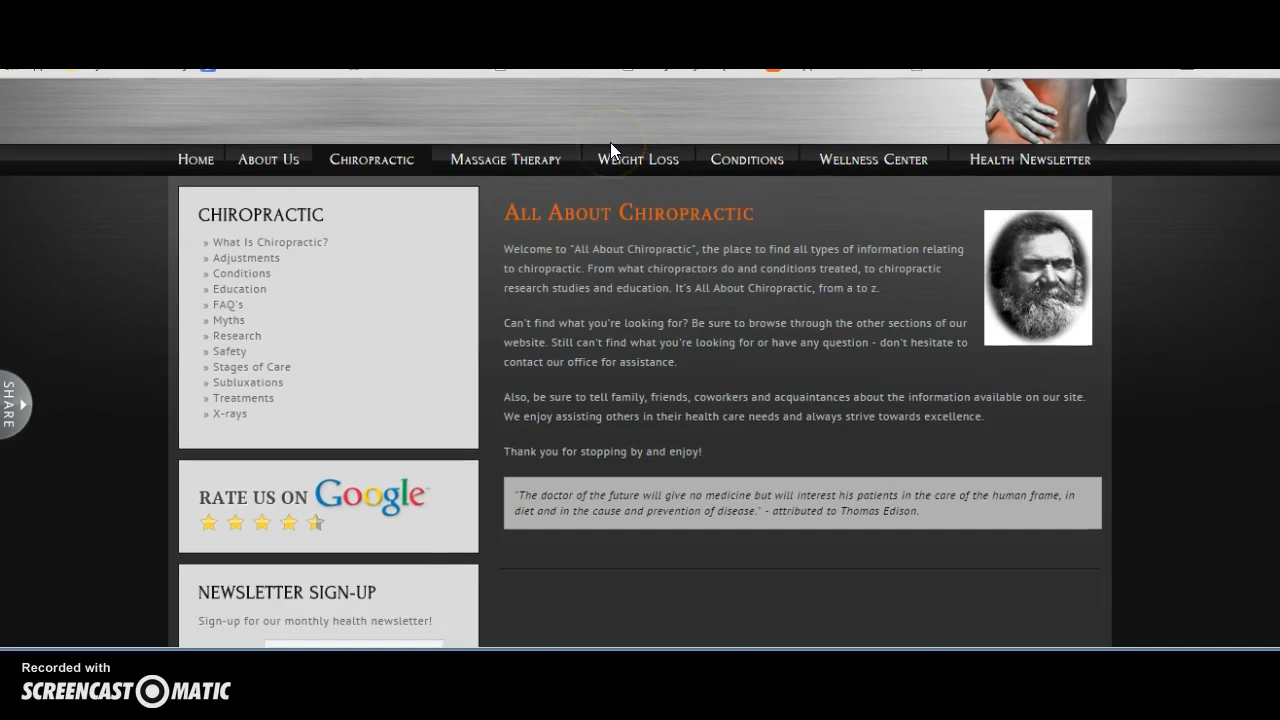 Home About Us Chiropractic Massage Therapy Weight Loss Conditions Wellness Center Health Newsletter
CHIROPRACTIC
» What Is Chiropractic?
» Adjustments
» Conditions
» Education
» FAQ's
» Myths
» Research
» Safety
» Stages of Care
» Subluxations
» Treatments
» X-rays
RATE US ON Google
NEWSLETTER SIGN-UP
Sign-up for our monthly health newsletter!
All About Chiropractic
Welcome to "All About Chiropractic", the place to find all types of information relating
to chiropractic. From what chiropractors do and conditions treated, to chiropractic
research studies and education. It's All About Chiropractic, from a to z.
Can't find what you're looking for? Be sure to browse through the other sections of our
website. Still can't find what you're looking for or have any question - don't hesitate to
contact our office for assistance.
Also, be sure to tell family, friends, coworkers and acquaintances about the information available on our site.
We enjoy assisting others in their health care needs and always strive towards excellence.
Thank you for stopping by and enjoy!
"The doctor of the future will give no medicine but will interest his patients in the care of the human frame, in
diet and in the cause and prevention of disease." - attributed to Thomas Edison.
SHARE
Recorded with
SCREENCAST O MATIC